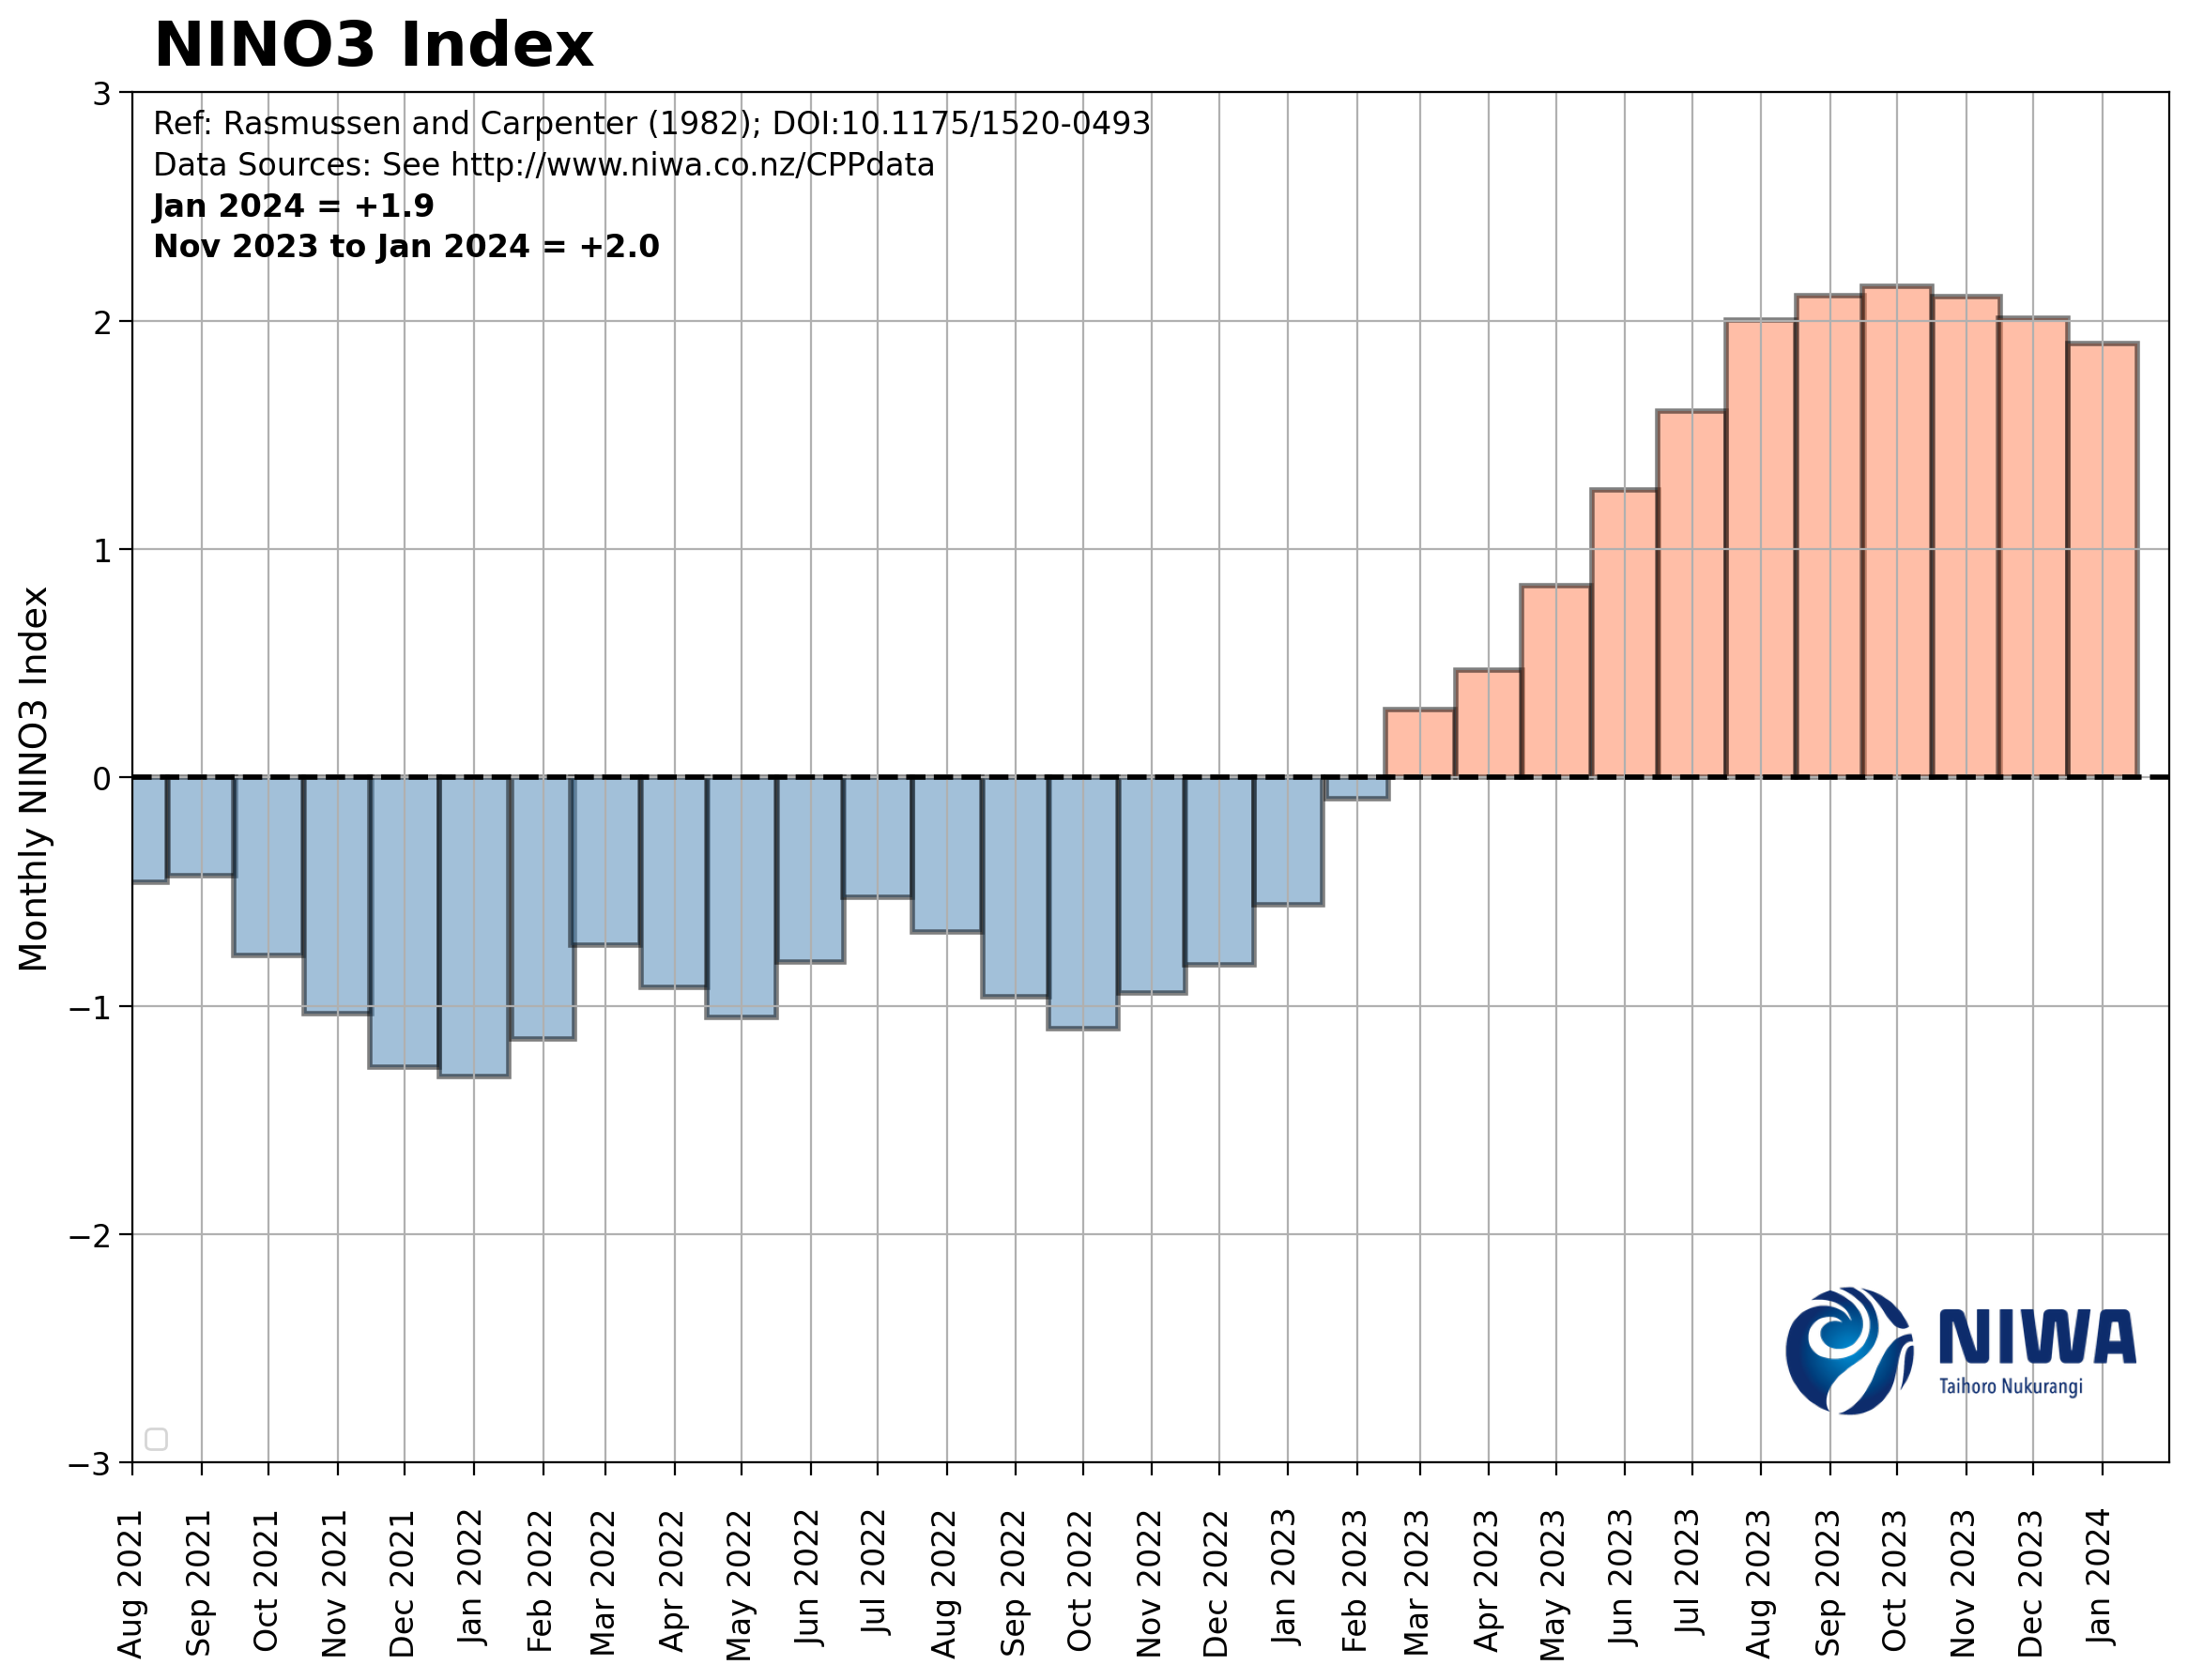 NINO3 Index
Ref: Rasmussen and Carpenter (1982); DOI:10.1175/1520-0493
Data Sources: See http://www.niwa.co.nz/CPPdata
Jan 2024 = +1.9
Nov 2023 to Jan 2024 = +2.0
Monthly NINO3 Index
3
2
1
0
−1
−2
−3
NIWA
Taihoro Nukurangi
Aug 2021
Sep 2021
Oct 2021
Nov 2021
Dec 2021
Jan 2022
Feb 2022
Mar 2022
Apr 2022
May 2022
Jun 2022
Jul 2022
Aug 2022
Sep 2022
Oct 2022
Nov 2022
Dec 2022
Jan 2023
Feb 2023
Mar 2023
Apr 2023
May 2023
Jun 2023
Jul 2023
Aug 2023
Sep 2023
Oct 2023
Nov 2023
Dec 2023
Jan 2024